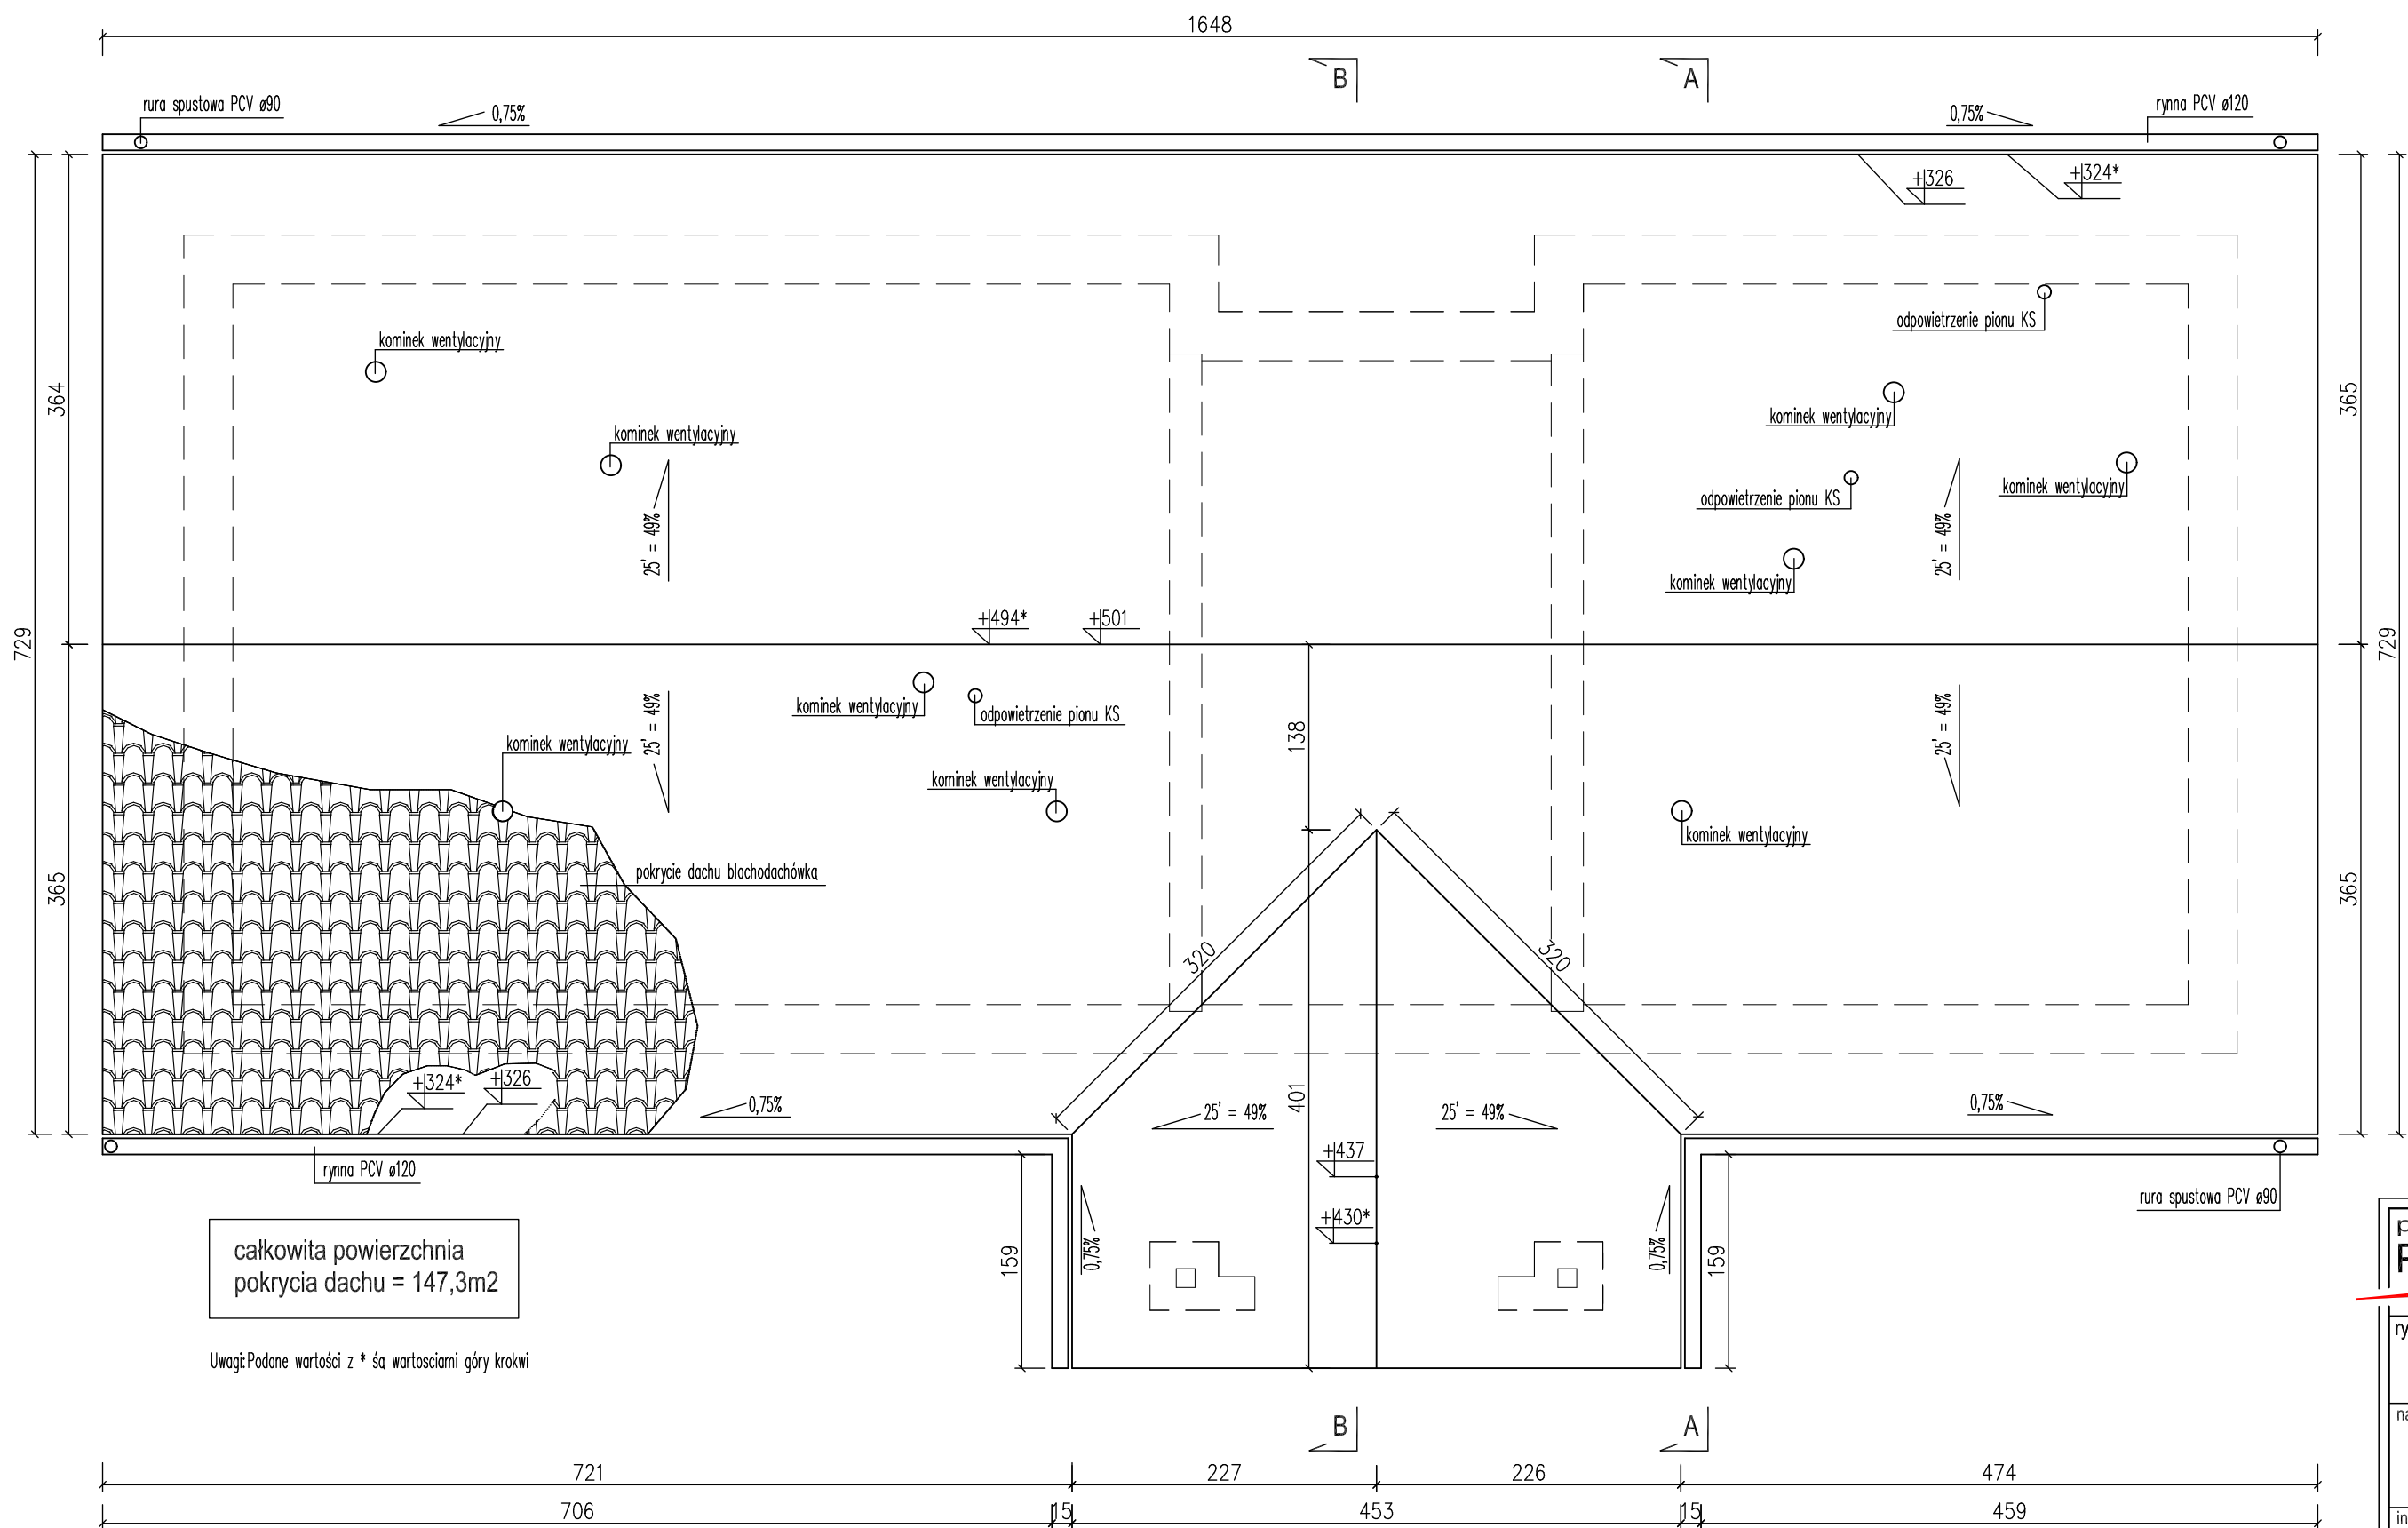 1648
B
A
rura spustowa PCV ø90
0,75%
0,75%
rynna PCV ø120
+326
+324*
kominek wentylacyjny
odpowietrzenie pionu KS
364
365
kominek wentylacyjny
kominek wentylacyjny
kominek wentylacyjny
odpowietrzenie pionu KS
25' = 49%
25' = 49%
kominek wentylacyjny
729
+494*
+501
729
kominek wentylacyjny
odpowietrzenie pionu KS
25' = 49%
25' = 49%
138
kominek wentylacyjny
kominek wentylacyjny
kominek wentylacyjny
pokrycie dachu blachodachówką
365
365
320
320
+324*
+326
0,75%
401
25' = 49%
25' = 49%
0,75%
+437
rynna PCV ø120
rura spustowa PCV ø90
+430*
159
0,75%
0,75%
159
całkowita powierzchnia
pokrycia dachu = 147,3m2
Uwagi:Podane wartości z * śą wartosciami góry krokwi
B
A
721
227
226
474
706
15
453
15
459